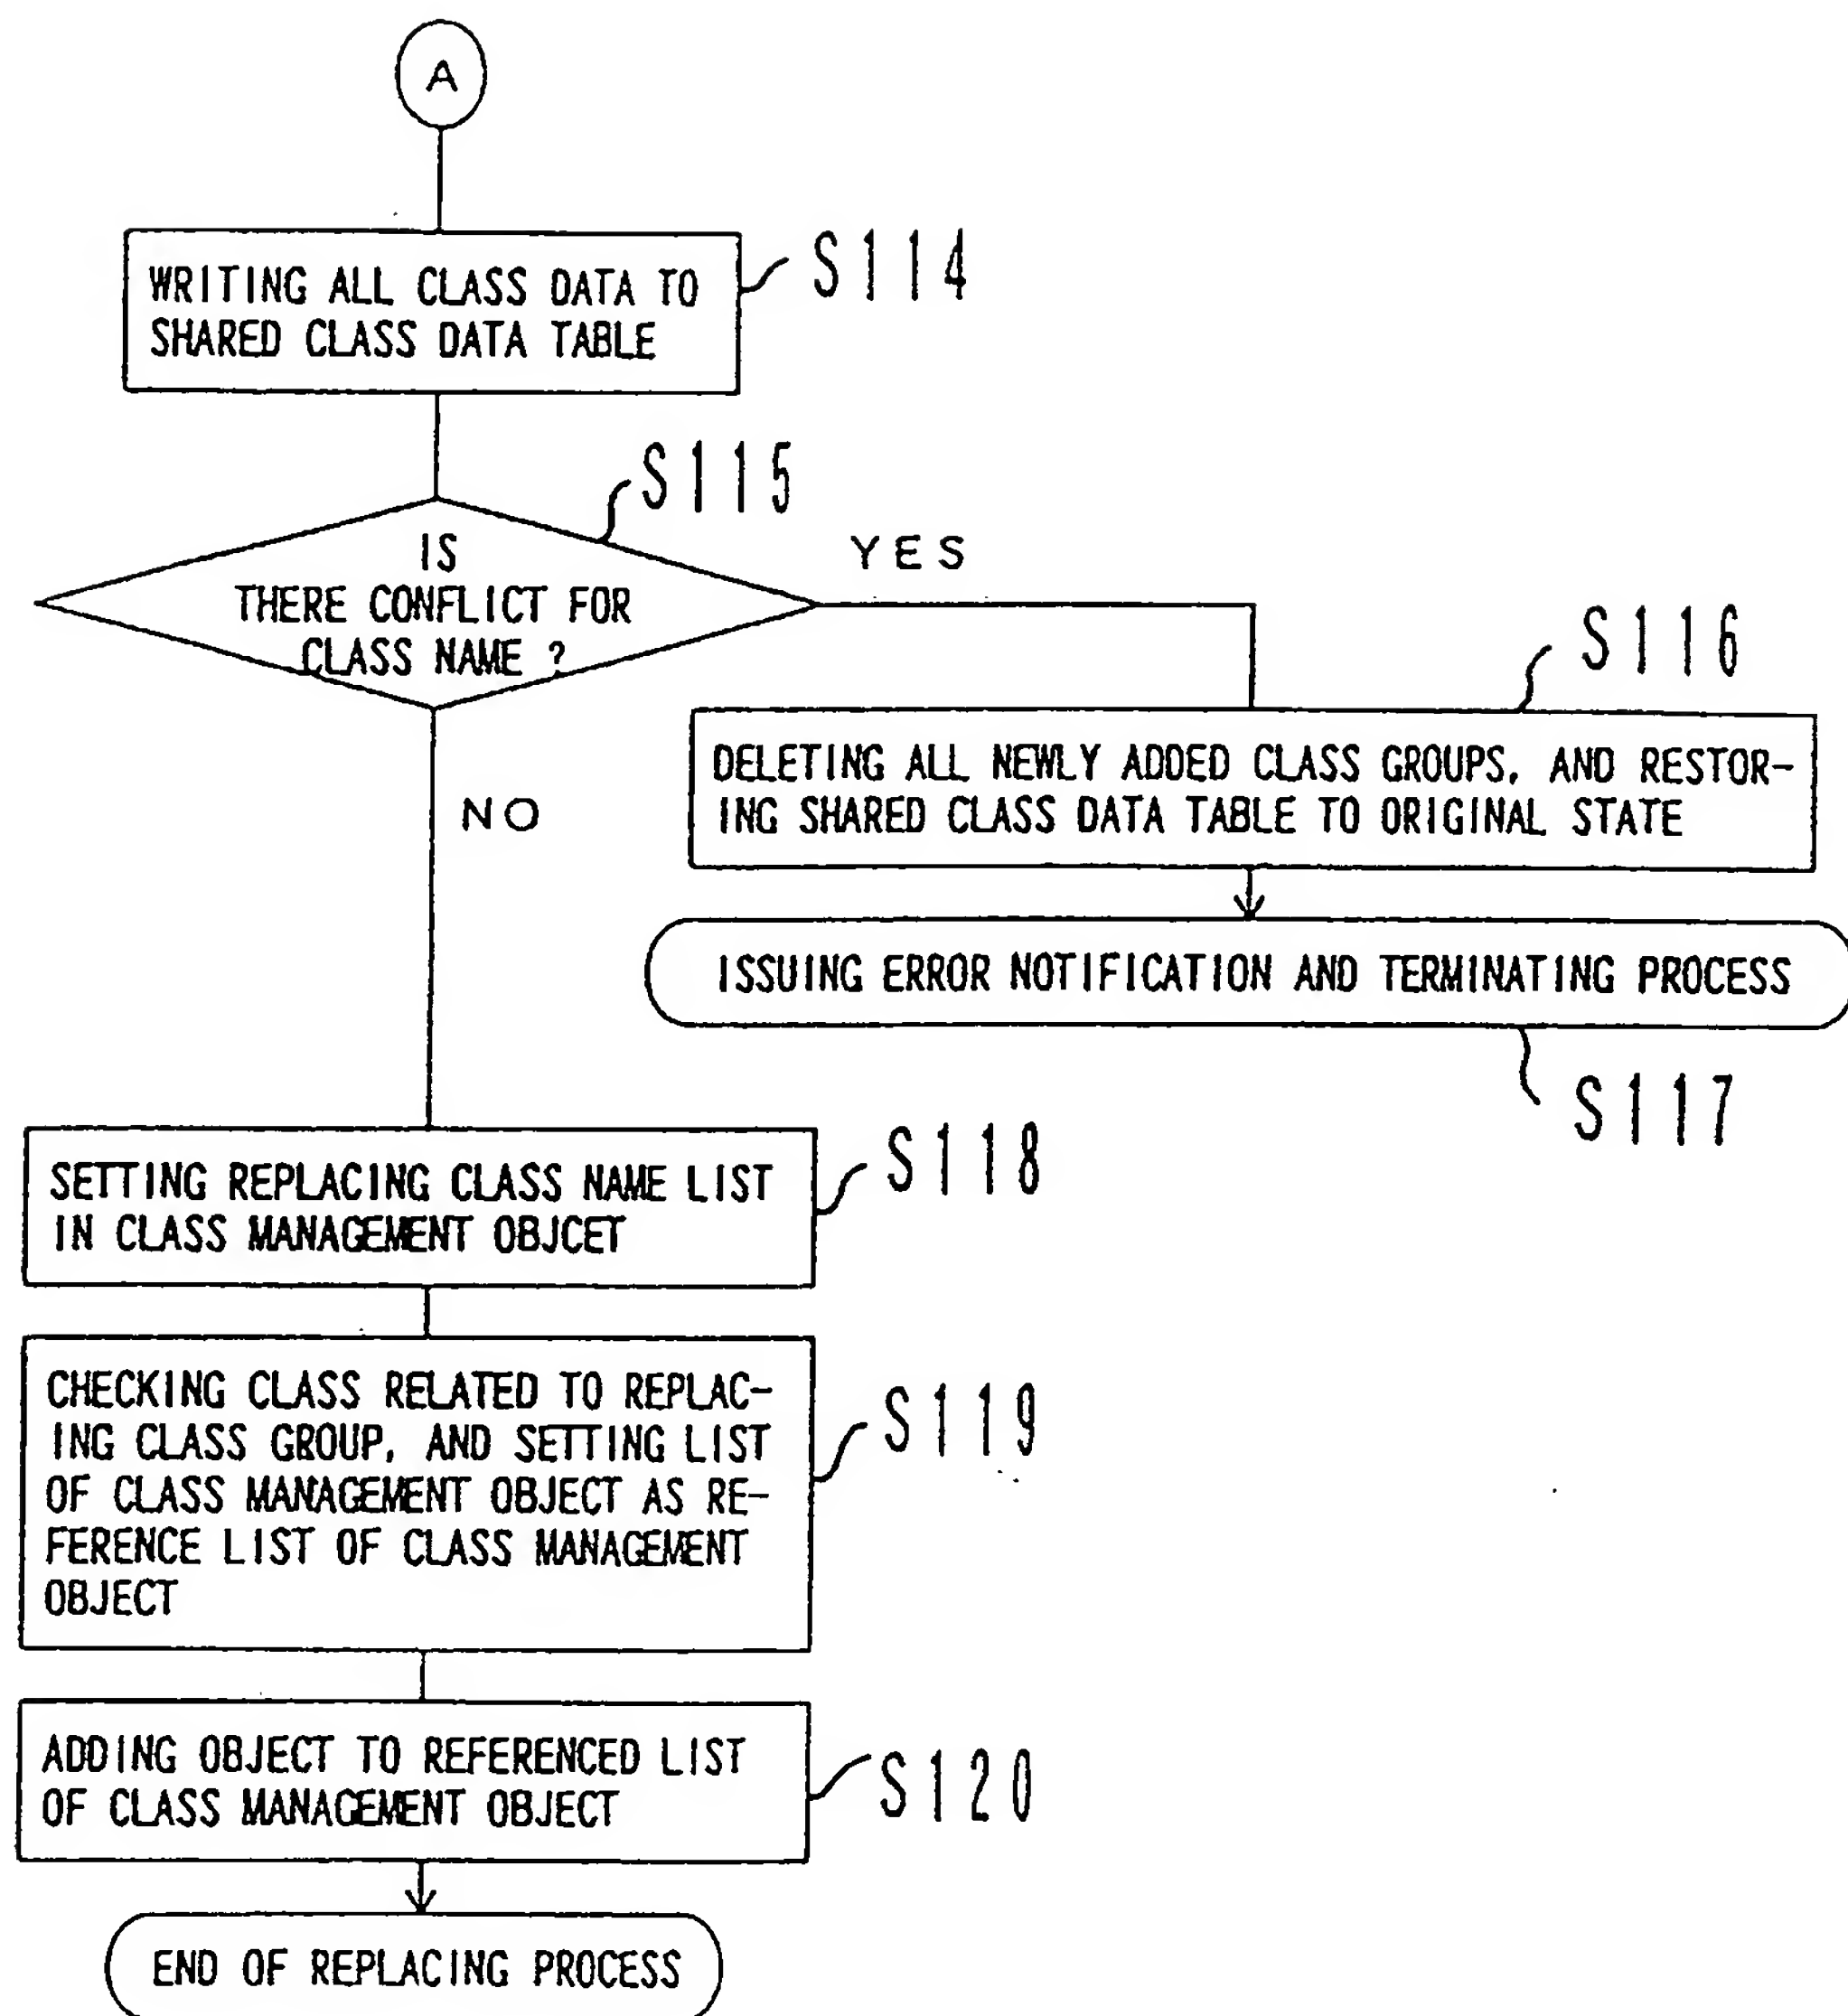 A
WRITING ALL CLASS DATA TO
SHARED CLASS DATA TABLE
S114
S115
IS
THERE CONFLICT FOR
CLASS NAME ?
YES
S116
DELETING ALL NEWLY ADDED CLASS GROUPS, AND RESTOR-
ING SHARED CLASS DATA TABLE TO ORIGINAL STATE
NO
ISSUING ERROR NOTIFICATION AND TERMINATING PROCESS
S117
SETTING REPLACING CLASS NAME LIST
IN CLASS MANAGEMENT OBJCET
S118
CHECKING CLASS RELATED TO REPLAC-
ING CLASS GROUP, AND SETTING LIST
OF CLASS MANAGEMENT OBJECT AS RE-
FERENCE LIST OF CLASS MANAGEMENT
OBJECT
S119
ADDING OBJECT TO REFERENCED LIST
OF CLASS MANAGEMENT OBJECT
S120
END OF REPLACING PROCESS